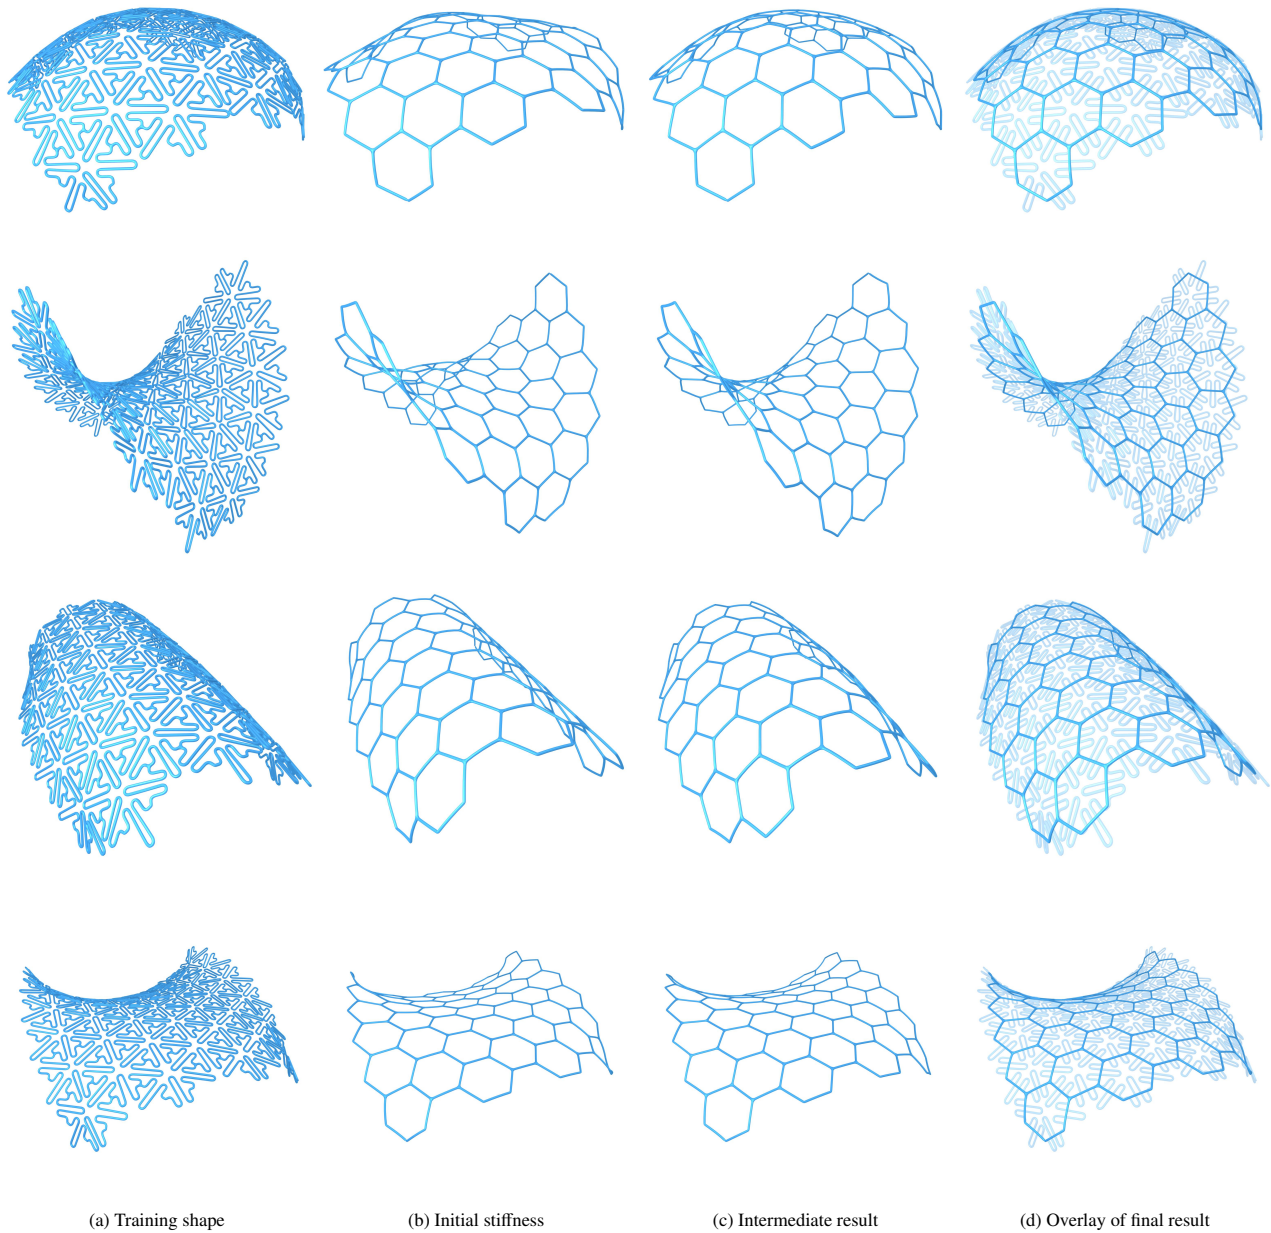 (a) Training shape
(b) Initial stiffness
(c) Intermediate result
(d) Overlay of final result